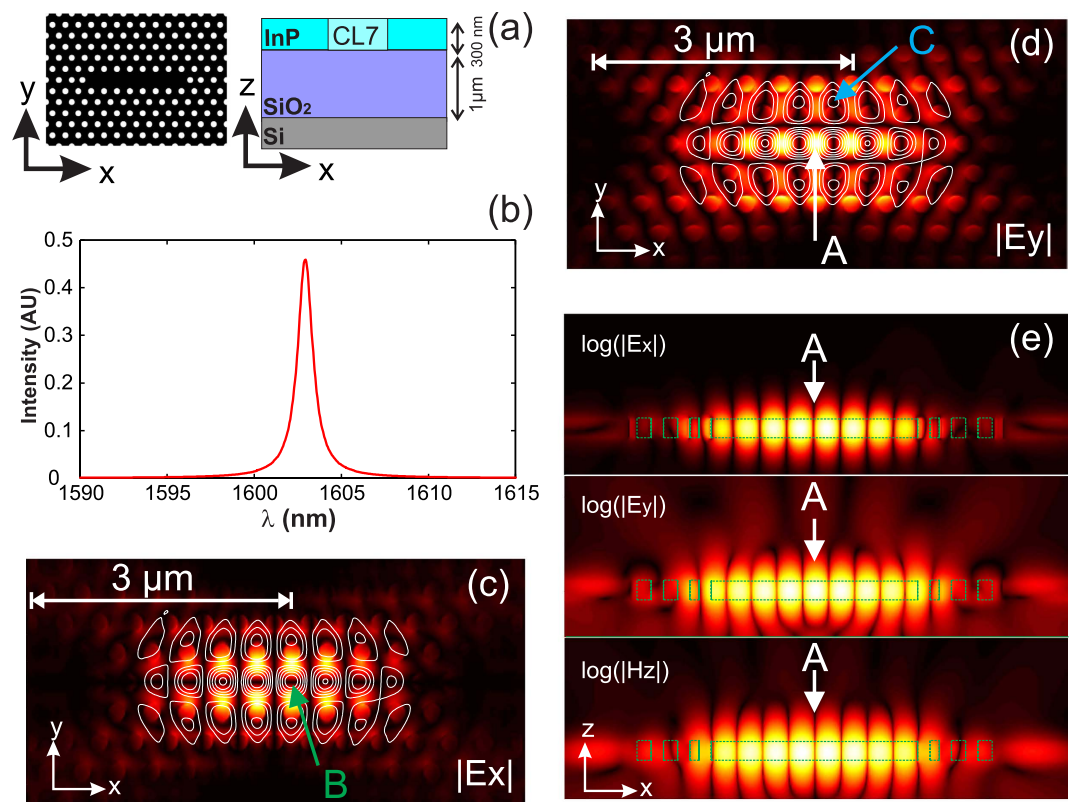 (a)
InP
CL7
300 nm
SiO2
1µm
Si
y
x
z
x
(b)
0.5
0.4
0.3
0.2
0.1
0
Intensity (AU)
1590 1595 1600 1605 1610 1615
λ (nm)
3 µm
(c)
y
x
B
|Ex|
3 µm
C
(d)
y
x
A
|Ey|
log(|Ex|)
A
(e)
log(|Ey|)
A
log(|Hz|)
A
z
x